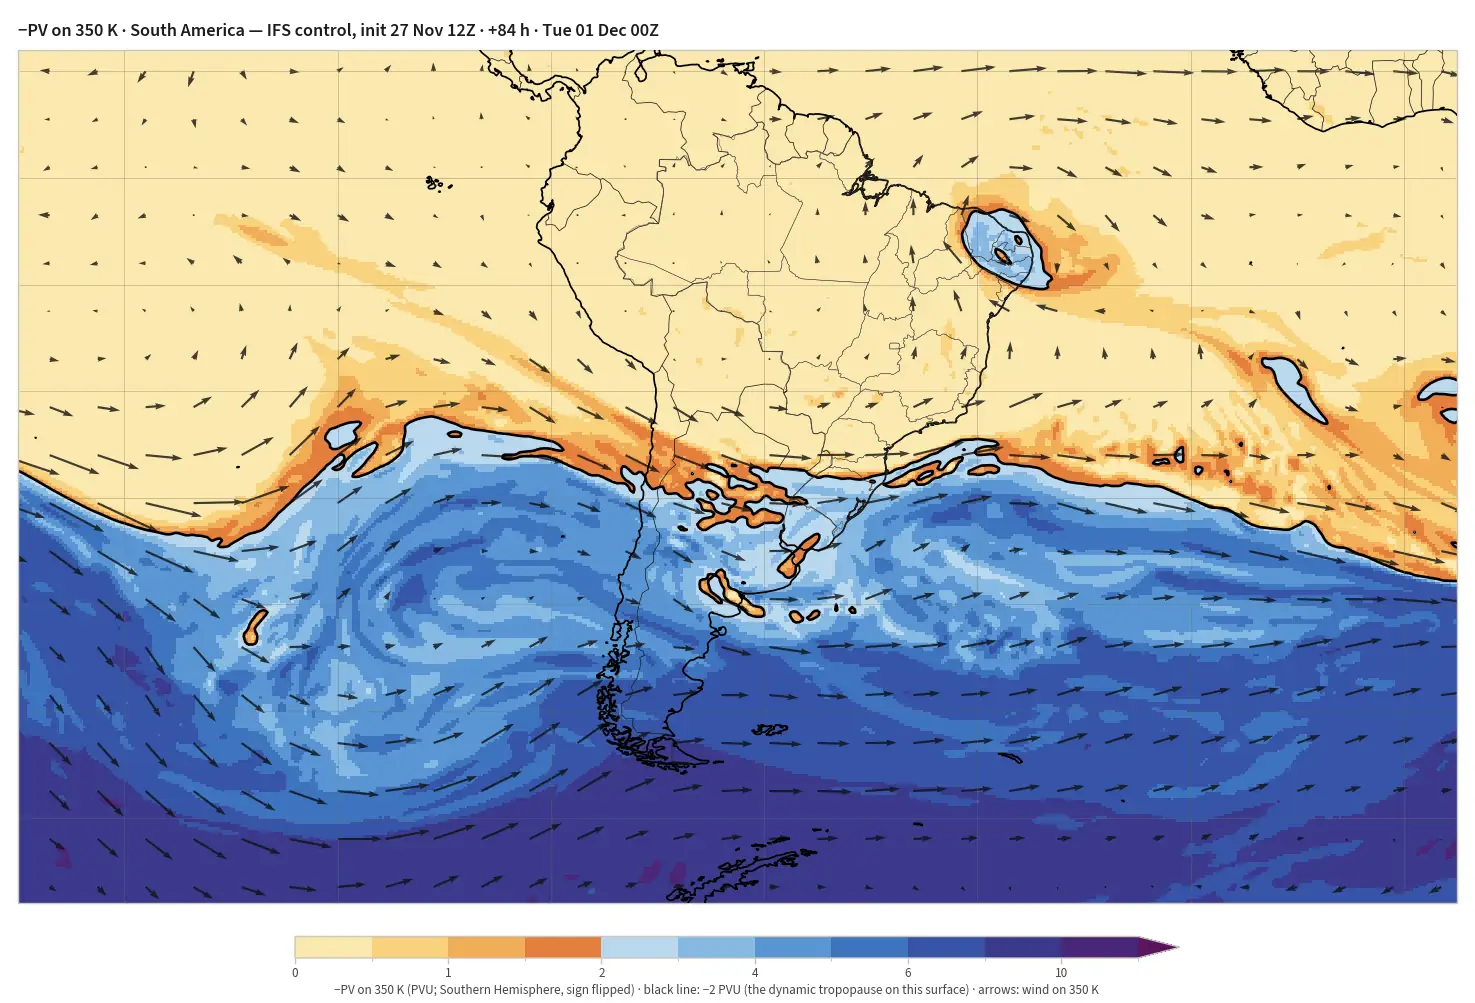 −PV on 350 K · South America — IFS control, init 27 Nov 12Z · +84 h · Tue 01 Dec 00Z
0 1 2 4 6 10
−PV on 350 K (PVU; Southern Hemisphere, sign flipped) · black line: −2 PVU (the dynamic tropopause on this surface) · arrows: wind on 350 K